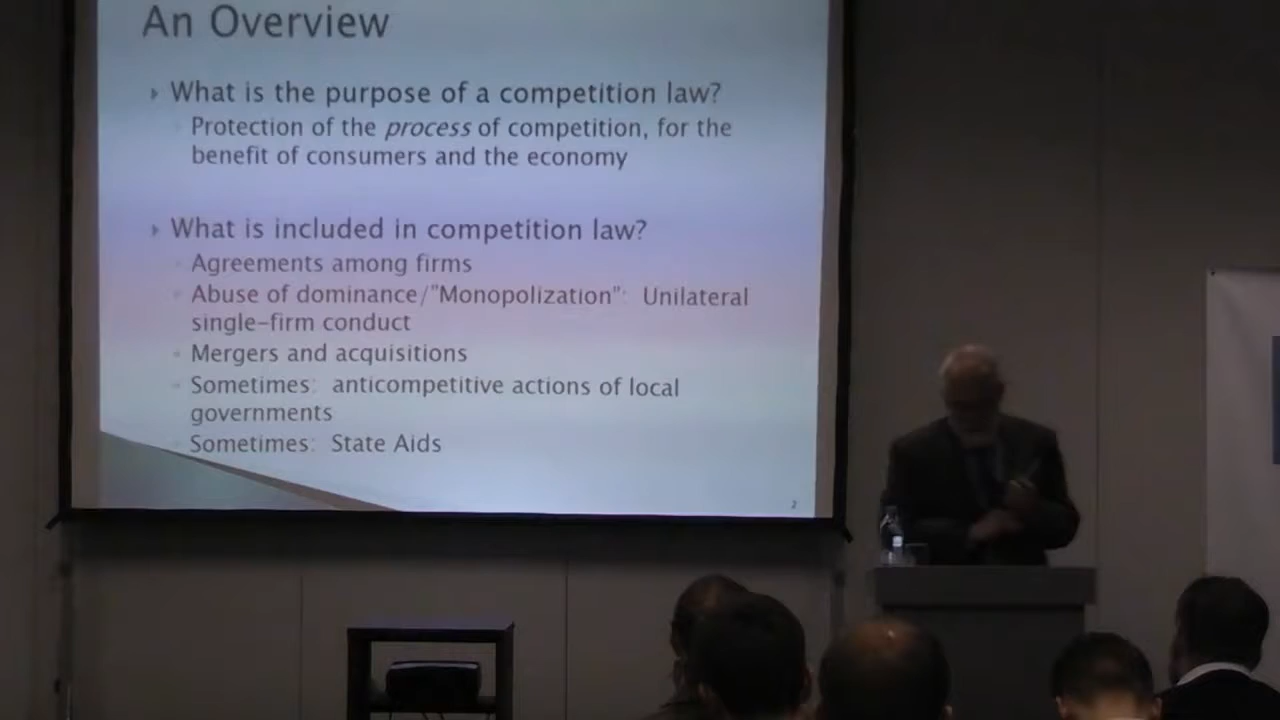 An Overview
What is the purpose of a competition law?
Protection of the process of competition, for the
benefit of consumers and the economy
What is included in competition law?
Agreements among firms
Abuse of dominance/"Monopolization": Unilateral
single-firm conduct
Mergers and acquisitions
Sometimes: anticompetitive actions of local
governments
Sometimes: State Aids
2